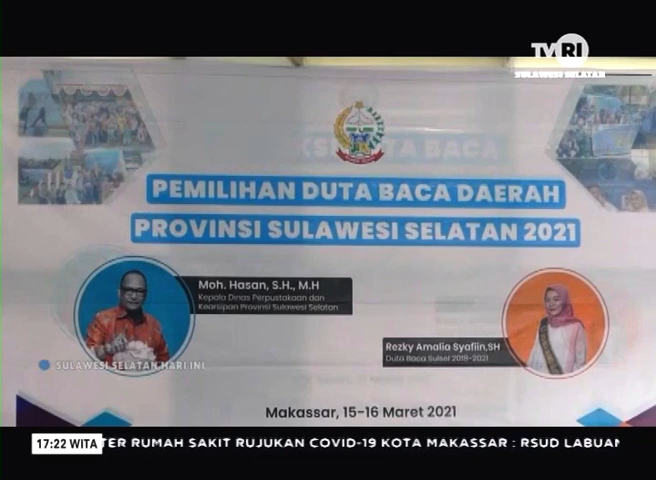 TVRI
SULAWESI SELATAN
PEMILIHAN DUTA BACA DAERAH
PROVINSI SULAWESI SELATAN 2021
Moh. Hasan, S.H., M.H
Kepala Dinas Perpustakaan dan
Kearsipan Provinsi Sulawesi Selatan
Rezky Amalia Syafiin,SH
Duta Baca Sulsel 2018-2021
SULAWESI SELATAN HARI INI
Makassar, 15-16 Maret 2021
17:22 WITA TER RUMAH SAKIT RUJUKAN COVID-19 KOTA MAKASSAR : RSUD LABUAN